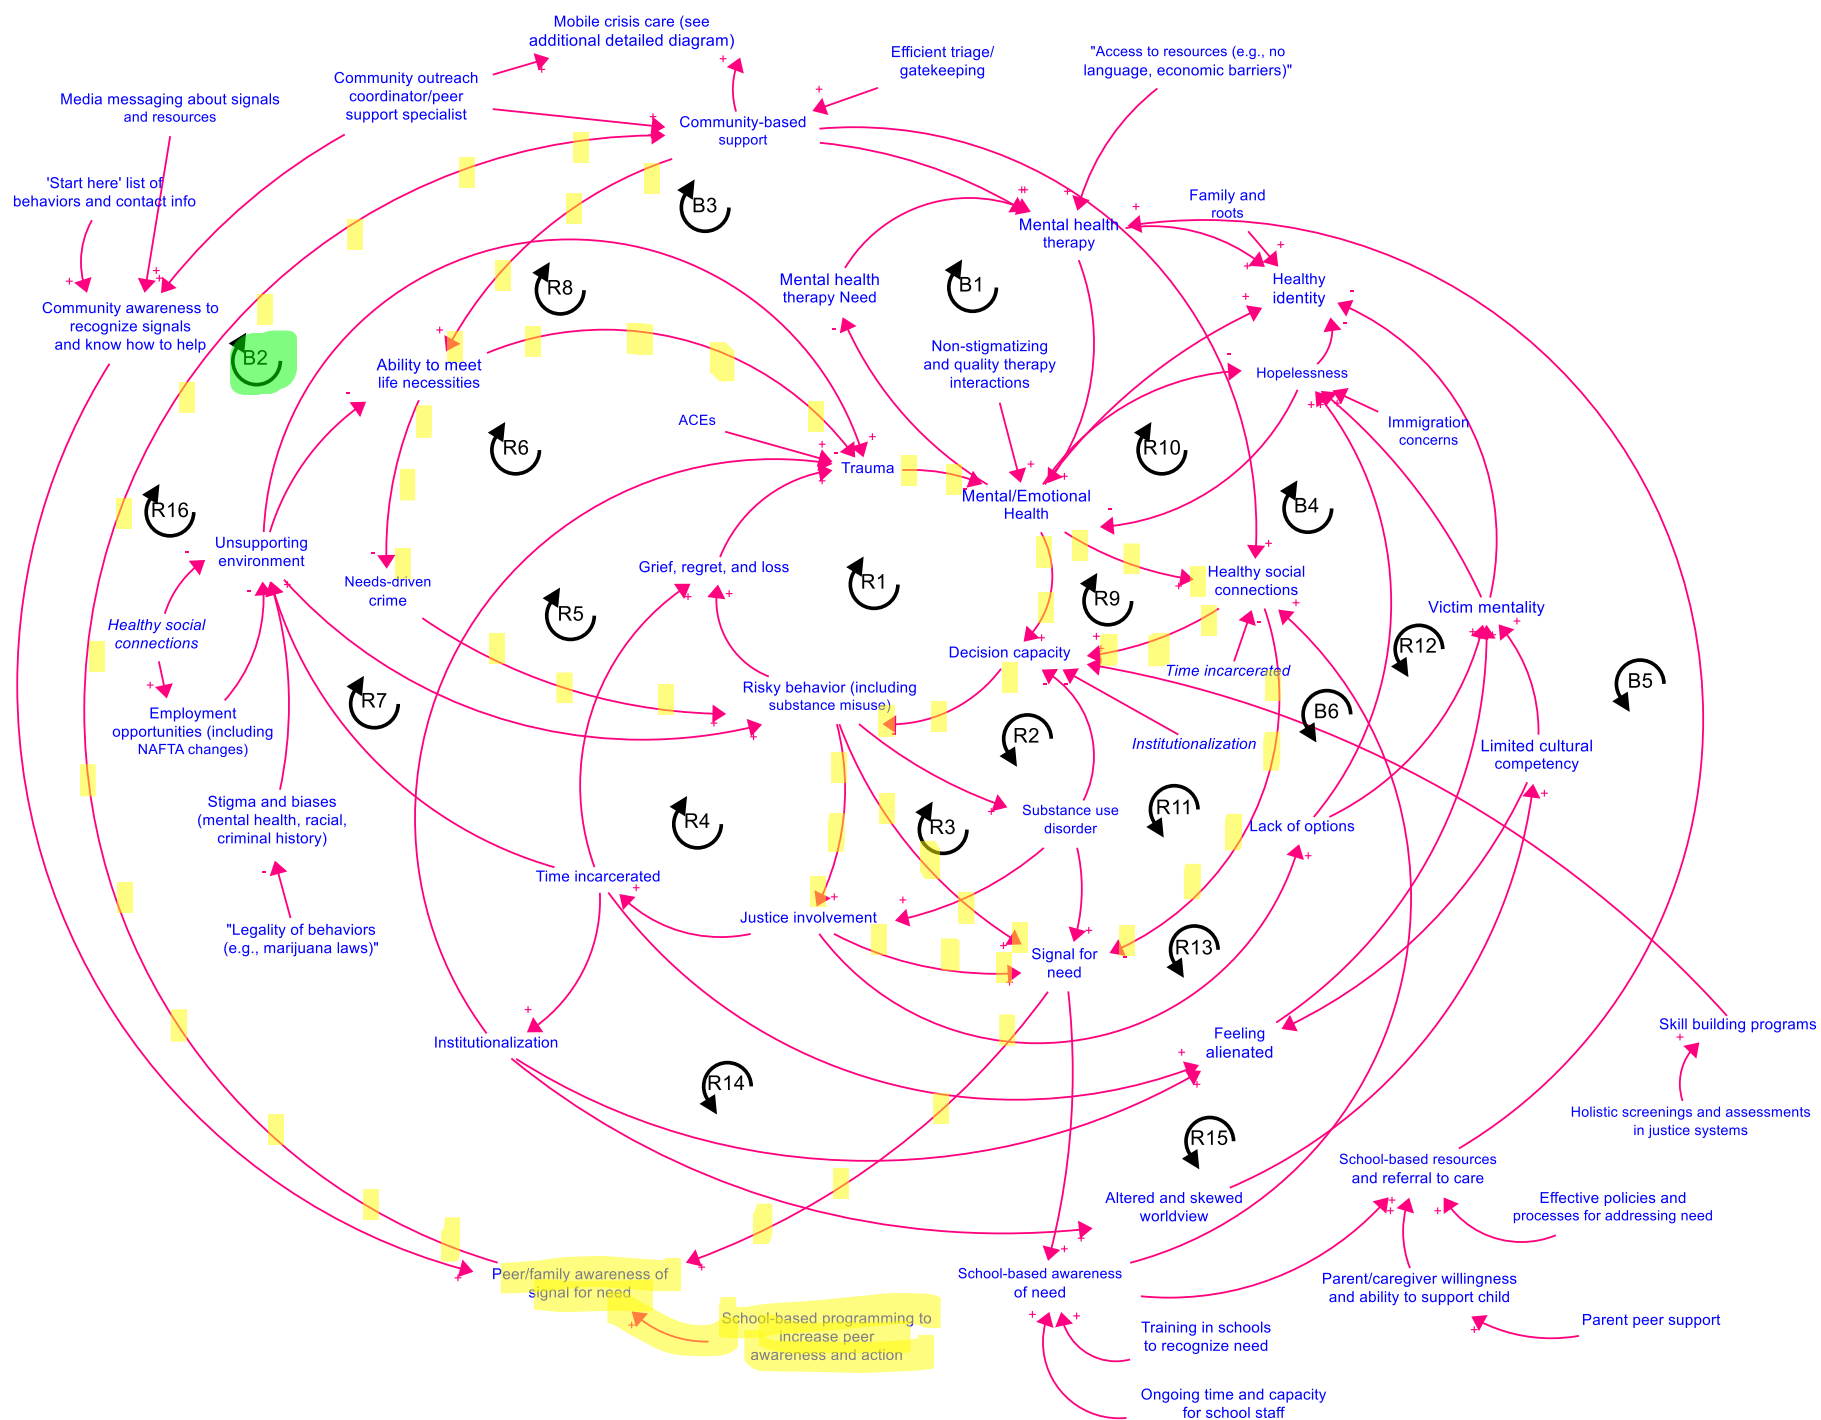 Mobile crisis care (see
additional detailed diagram)
Efficient triage/
gatekeeping
"Access to resources (e.g., no
language, economic barriers)"
Community outreach
coordinator/peer
support specialist
Media messaging about signals
and resources
Community-based
support
'Start here' list of
behaviors and contact info
Family and
roots
B3
Mental health
therapy
Healthy
identity
Mental health
therapy Need
B1
R8
Community awareness to
recognize signals
and know how to help
B2
Ability to meet
life necessities
Non-stigmatizing
and quality therapy
interactions
Hopelessness
Immigration
concerns
ACEs
R6
R10
Trauma
Mental/Emotional
Health
R16
B4
Unsupporting
environment
Needs-driven
crime
Grief, regret, and loss
R1
Healthy social
connections
R9
Victim mentality
R5
Healthy social
connections
Decision capacity
Time incarcerated
R12
B5
R7
Risky behavior (including
substance misuse)
Employment
opportunities (including
NAFTA changes)
B6
R2
Institutionalization
Limited cultural
competency
Stigma and biases
(mental health, racial,
criminal history)
R4
R3
Substance use
disorder
R11
Lack of options
Time incarcerated
Justice involvement
"Legality of behaviors
(e.g., marijuana laws)"
Signal for
need
R13
Institutionalization
Feeling
alienated
Skill building programs
R14
R15
Holistic screenings and assessments
in justice systems
School-based resources
and referral to care
Altered and skewed
worldview
Effective policies and
processes for addressing need
Peer/family awareness of
signal for need
School-based awareness
of need
Parent/caregiver willingness
and ability to support child
School-based programming to
increase peer
awareness and action
Parent peer support
Training in schools
to recognize need
Ongoing time and capacity
for school staff